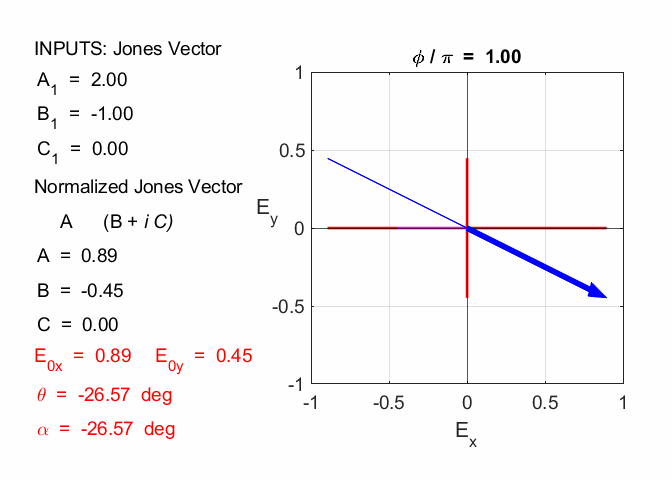 INPUTS: Jones Vector
A1 = 2.00
B1 = -1.00
C1 = 0.00
Normalized Jones Vector
A (B + i C)
A = 0.89
B = -0.45
C = 0.00
E0x = 0.89 E0y = 0.45
θ = -26.57 deg
α = -26.57 deg
ϕ / π = 1.00
1
0.5
0
-0.5
-1
Ey
-1 -0.5 0 0.5 1
Ex